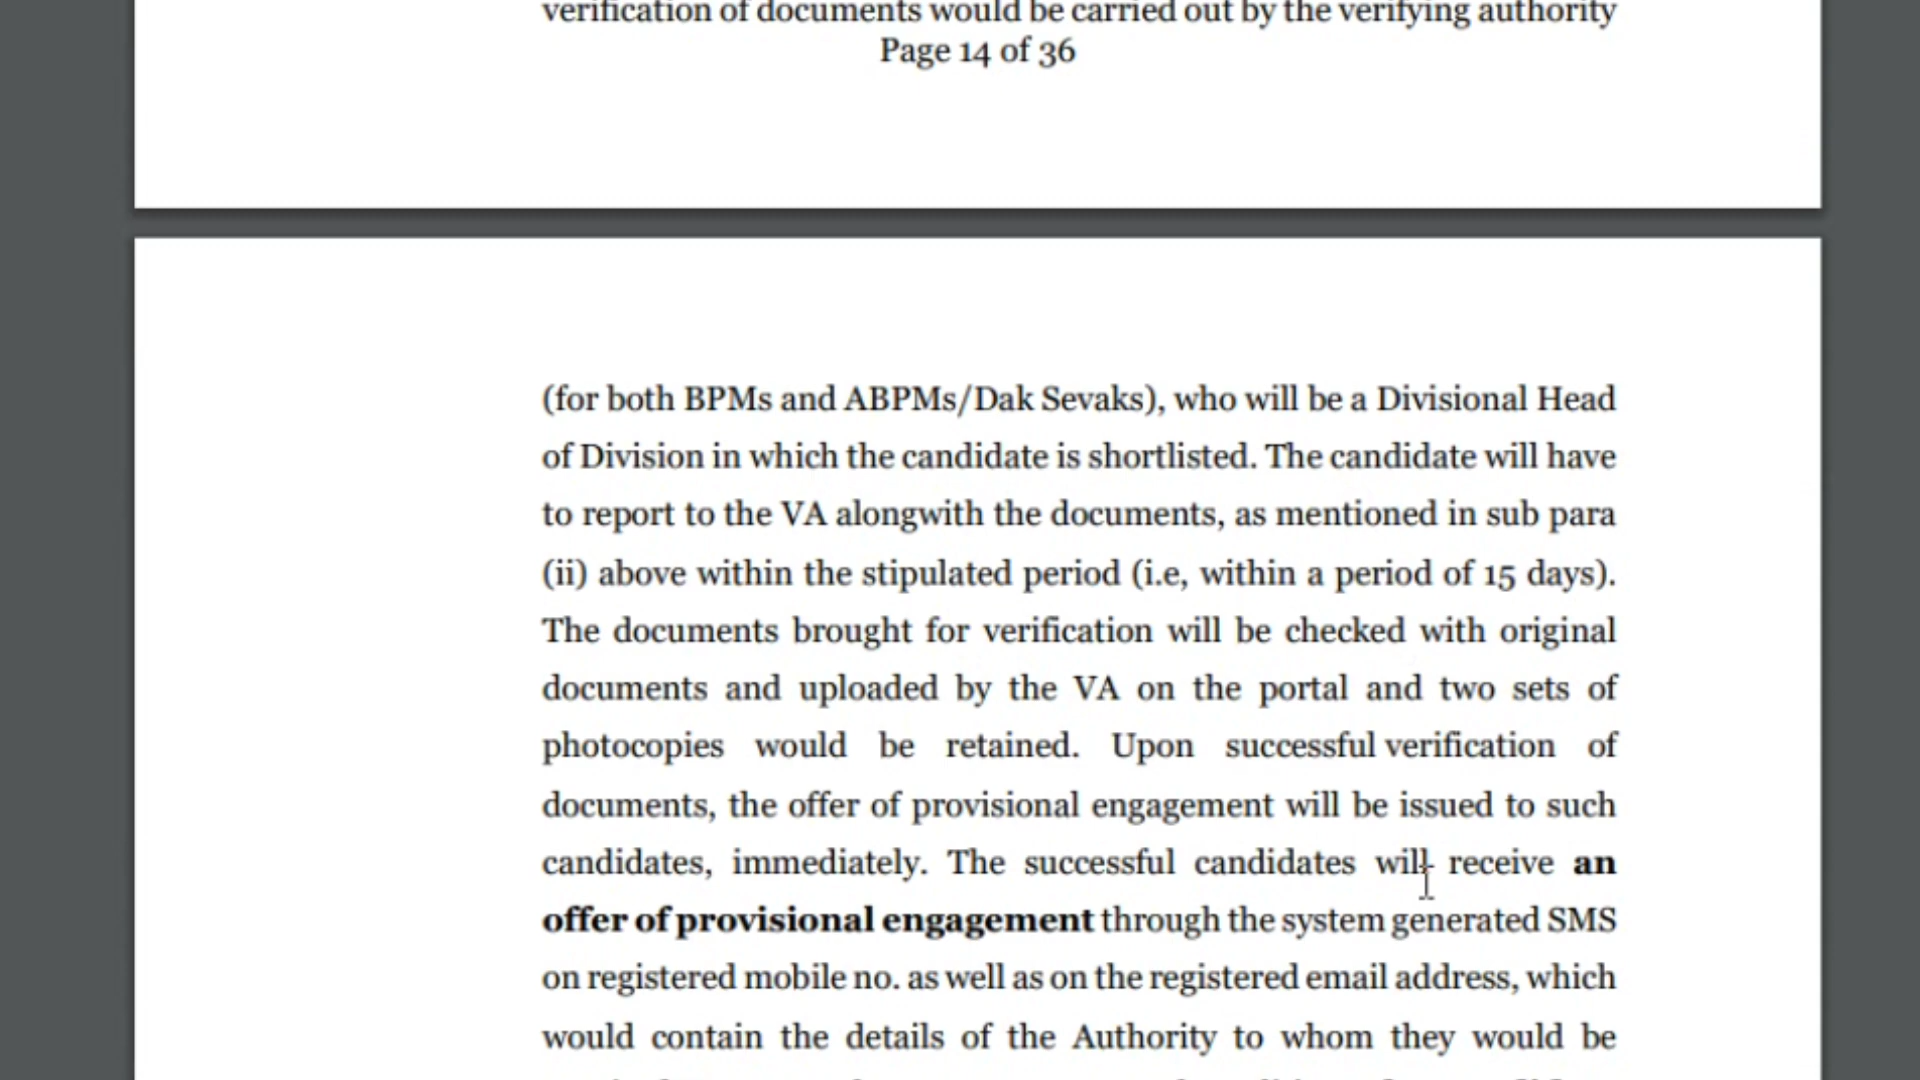 verification of documents would be carried out by the verifying authority
Page 14 of 36
(for both BPMs and ABPMs/Dak Sevaks), who will be a Divisional Head
of Division in which the candidate is shortlisted. The candidate will have
to report to the VA alongwith the documents, as mentioned in sub para
(ii) above within the stipulated period (i.e, within a period of 15 days).
The documents brought for verification will be checked with original
documents and uploaded by the VA on the portal and two sets of
photocopies would be retained. Upon successful verification of
documents, the offer of provisional engagement will be issued to such
candidates, immediately. The successful candidates will receive an
offer of provisional engagement through the system generated SMS
on registered mobile no. as well as on the registered email address, which
would contain the details of the Authority to whom they would be